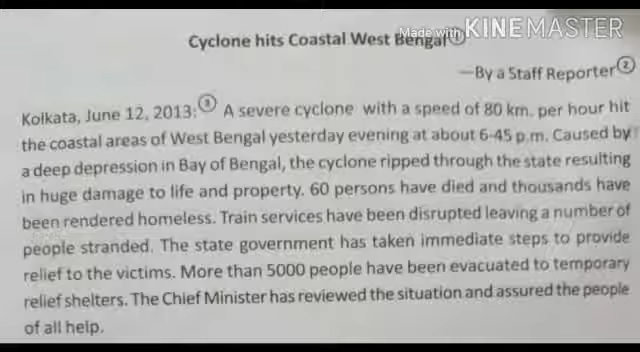 Made with KINEMASTER
Cyclone hits Coastal West Bengal①
—By a Staff Reporter②
Kolkata, June 12, 2013:③ A severe cyclone with a speed of 80 km. per hour hit
the coastal areas of West Bengal yesterday evening at about 6-45 p.m. Caused by
a deep depression in Bay of Bengal, the cyclone ripped through the state resulting
in huge damage to life and property. 60 persons have died and thousands have
been rendered homeless. Train services have been disrupted leaving a number of
people stranded. The state government has taken immediate steps to provide
relief to the victims. More than 5000 people have been evacuated to temporary
relief shelters. The Chief Minister has reviewed the situation and assured the people
of all help.